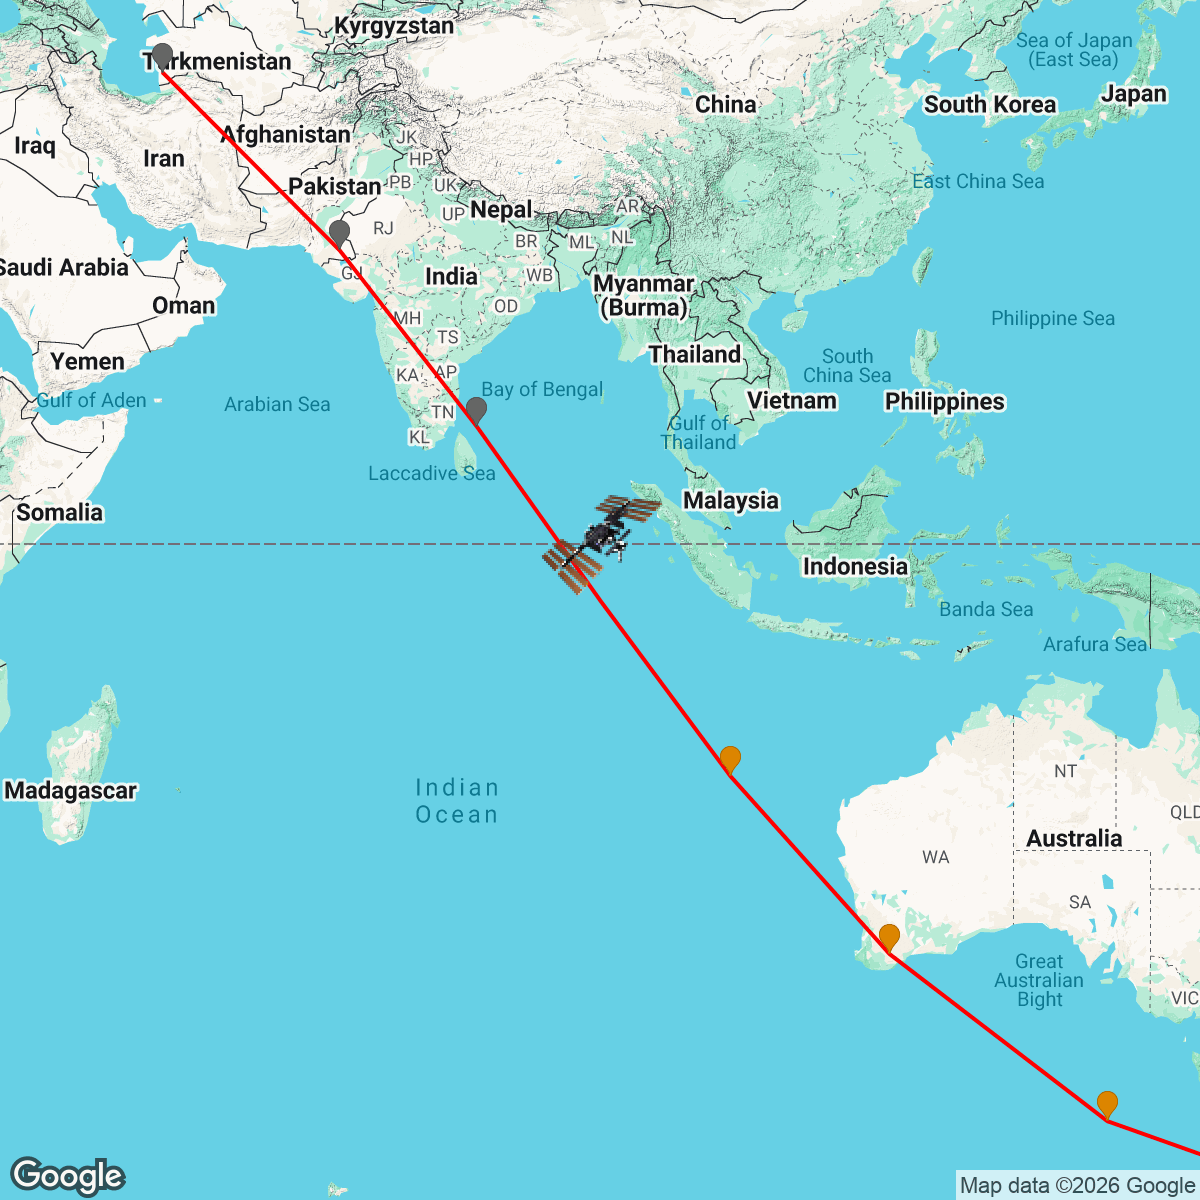 Kyrgyzstan
Sea of Japan
(East Sea)
Turkmenistan
China
South Korea
Japan
Afghanistan
Iraq
Iran
JK
HP
Pakistan
PB
UK
East China Sea
Nepal
UP
AR
RJ
BR
ML
NL
Saudi Arabia
GJ
India
WB
Myanmar
(Burma)
Oman
OD
MH
Philippine Sea
TS
Yemen
Thailand
South
China Sea
KA
AP
Bay of Bengal
Gulf of Aden
Arabian Sea
Vietnam
Philippines
TN
Gulf of
Thailand
KL
Laccadive Sea
Malaysia
Somalia
Indonesia
Banda Sea
Arafura Sea
NT
Madagascar
Indian
Ocean
QLD
Australia
WA
SA
Great
Australian
Bight
VIC
Google
Map data ©2026 Google